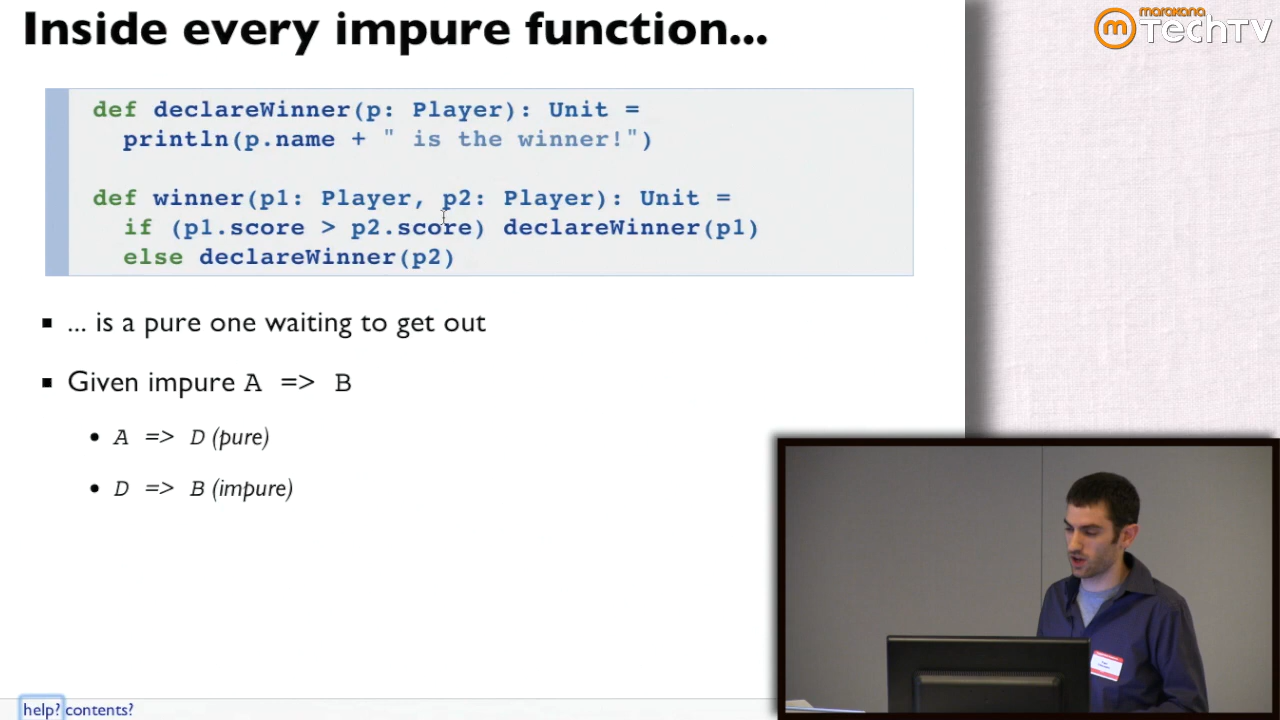 Inside every impure function...
marakana
TechTV
def declareWinner(p: Player): Unit =
println(p.name + " is the winner!")
def winner(p1: Player, p2: Player): Unit =
if (p1.score > p2.score) declareWinner(p1)
else declareWinner(p2)
... is a pure one waiting to get out
Given impure A => B
A => D (pure)
D => B (impure)
help? contents?